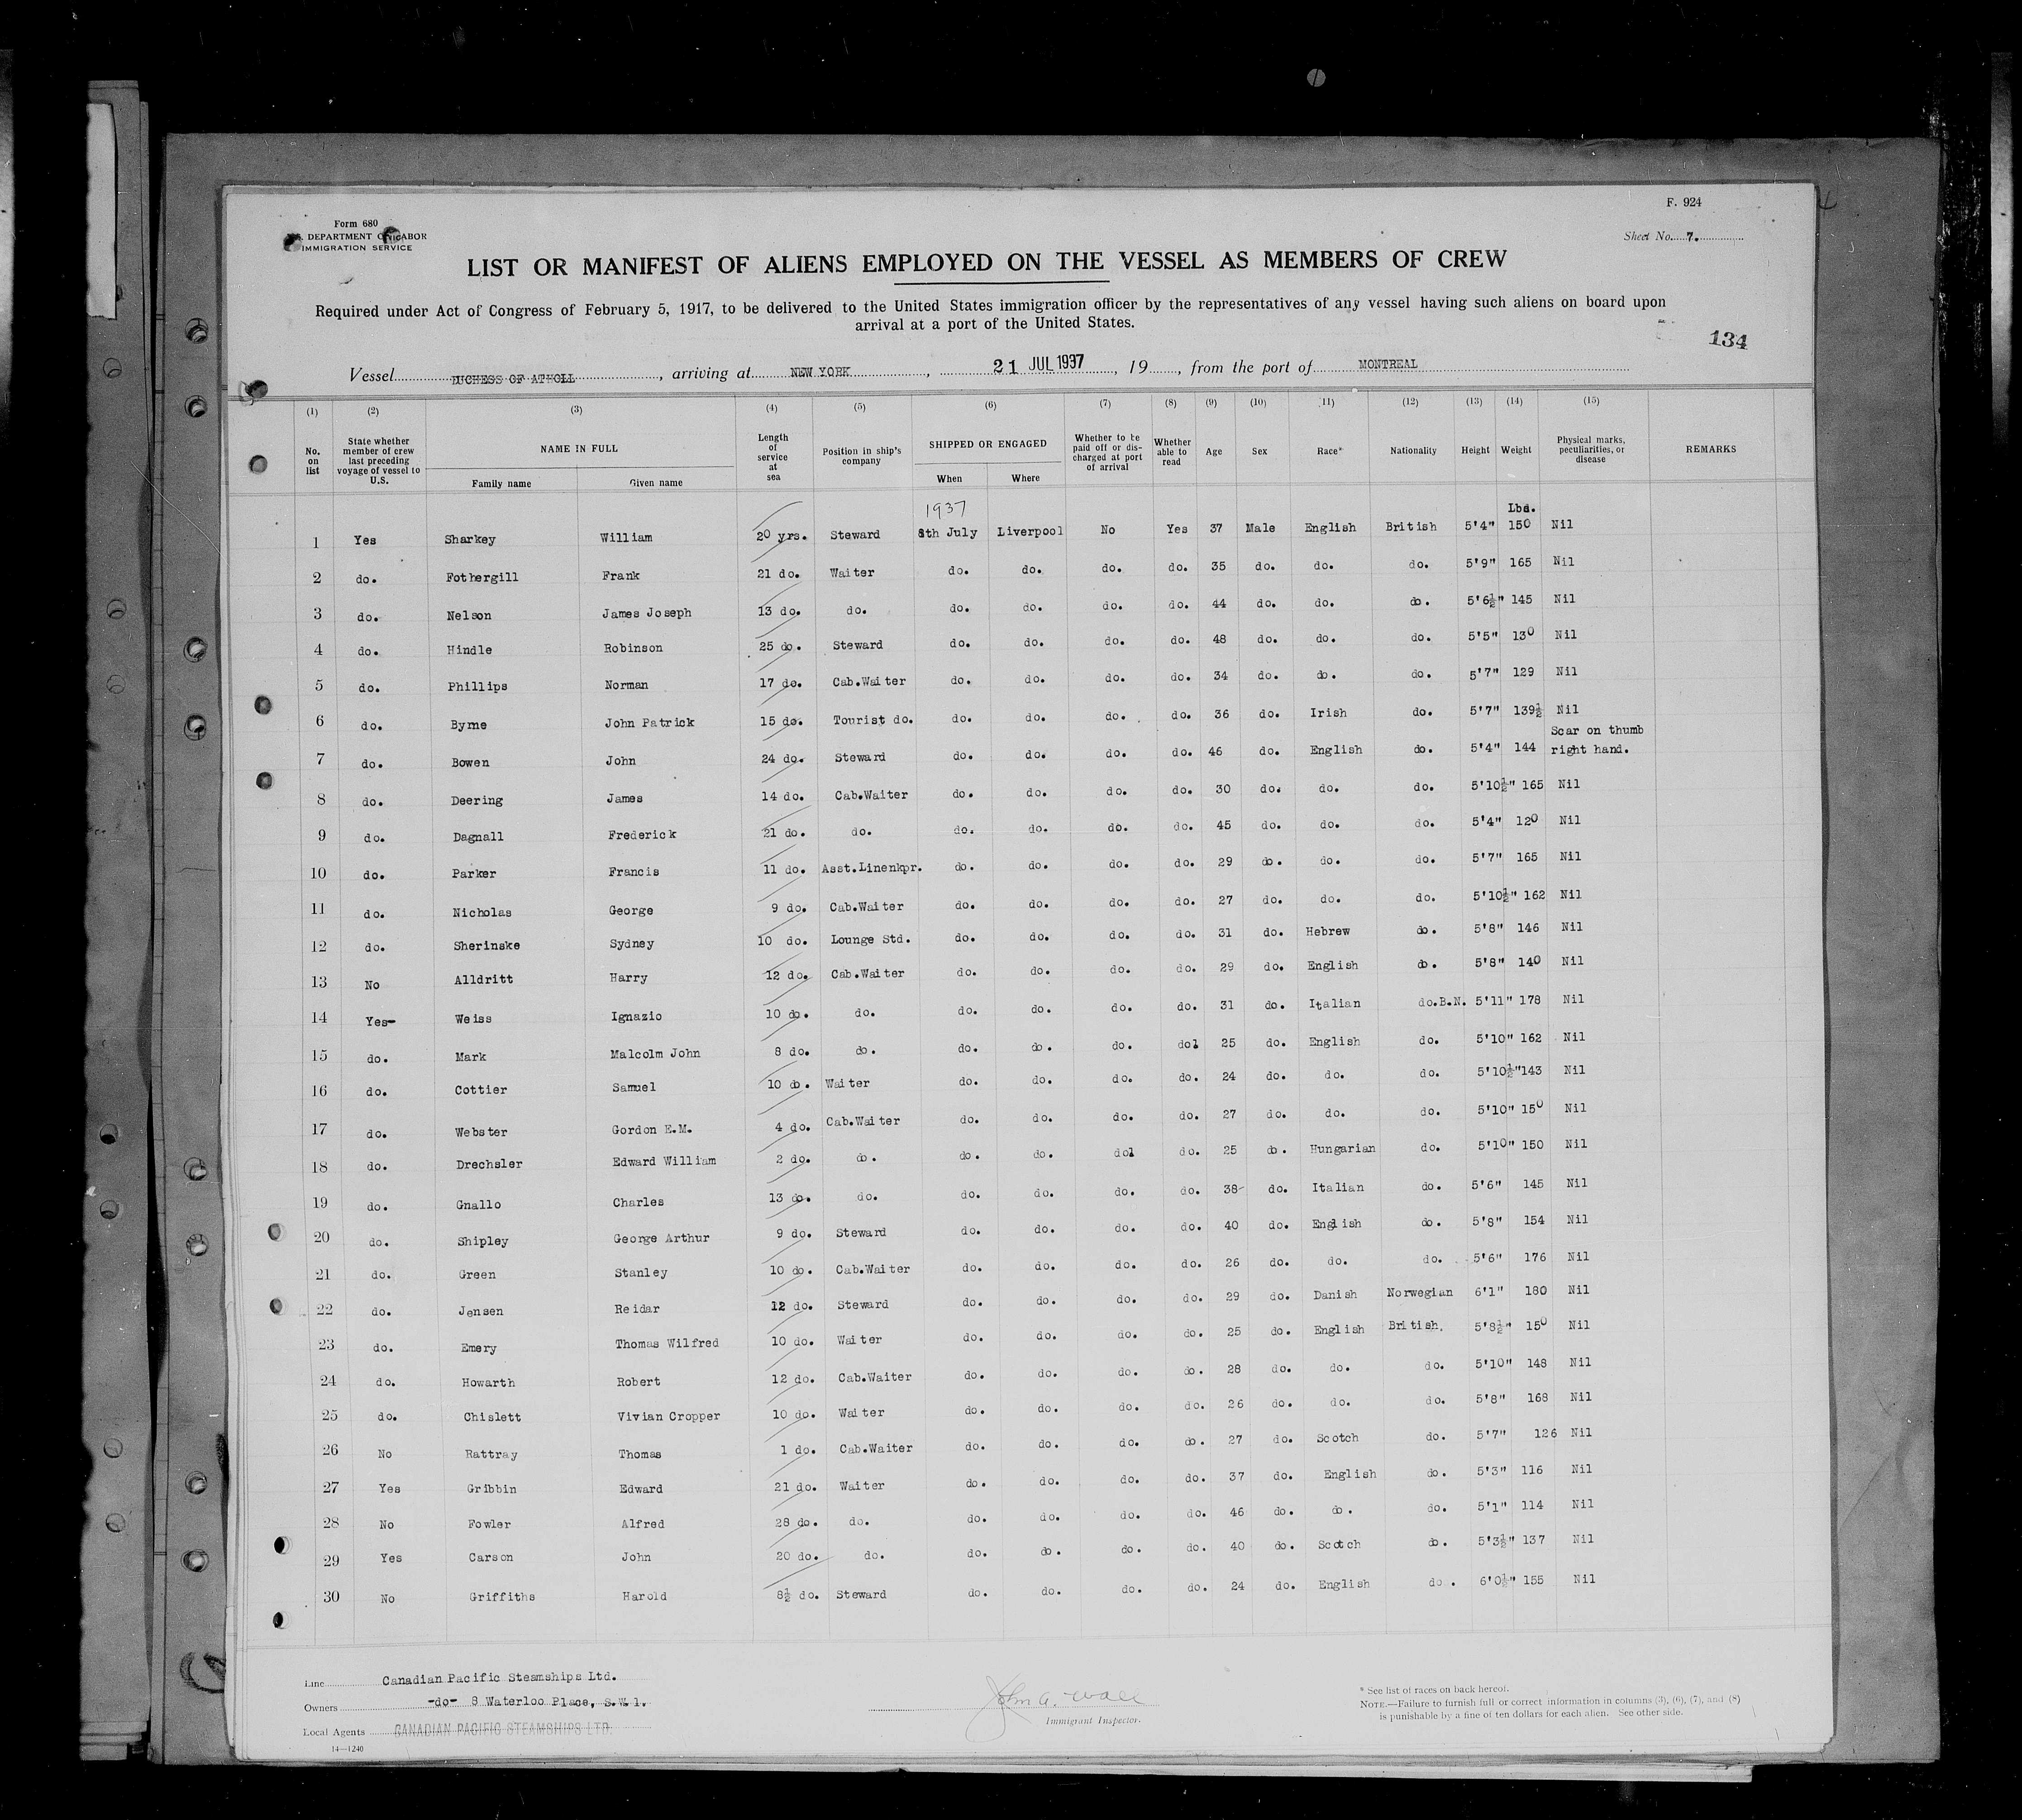 F. 924
Form 680
DEPARTMENT OF LABOR
IMMIGRATION SERVICE
Sheet No. 7.
LIST OR MANIFEST OF ALIENS EMPLOYED ON THE VESSEL AS MEMBERS OF CREW
Required under Act of Congress of February 5, 1917, to be delivered to the United States immigration officer by the representatives of any vessel having such aliens on board upon
arrival at a port of the United States.
134
Vessel DUCHESS OF ATHOLL, arriving at NEW YORK, 21 JUL 1937, 19, from the port of MONTREAL
(1) (2) (3) (4) (5) (6) (7) (8) (9) (10) (11) (12) (13) (14) (15)
No. on list State whether member of crew last preceding voyage of vessel to U.S. NAME IN FULL Length of service at sea Position in ship's company SHIPPED OR ENGAGED Whether to be paid off or discharged at port of arrival Whether able to read Age Sex Race* Nationality Height Weight Physical marks, peculiarities, or disease REMARKS
Family name Given name When Where
1937 Lbs.
1 Yes Sharkey William 20 yrs. Steward 8th July Liverpool No Yes 37 Male English British 5'4" 150 Nil
2 do. Fothergill Frank 21 do. Waiter do. do. do. do. 35 do. do. do. 5'9" 165 Nil
3 do. Nelson James Joseph 13 do. do. do. do. do. do. 44 do. do. do. 5'6½" 145 Nil
4 do. Hindle Robinson 25 do. Steward do. do. do. do. 48 do. do. do. 5'5" 130 Nil
5 do. Phillips Norman 17 do. Cab.Waiter do. do. do. do. 34 do. do. do. 5'7" 129 Nil
6 do. Byrne John Patrick 15 do. Tourist do. do. do. do. do. 36 do. Irish do. 5'7" 139½ Nil
7 do. Bowen John 24 do. Steward do. do. do. do. 46 do. English do. 5'4" 144 Scar on thumb right hand.
8 do. Deering James 14 do. Cab.Waiter do. do. do. do. 30 do. do. do. 5'10½" 165 Nil
9 do. Dagnall Frederick 21 do. do. do. do. do. do. 45 do. do. do. 5'4" 120 Nil
10 do. Parker Francis 11 do. Asst.Linenkpr. do. do. do. do. 29 do. do. do. 5'7" 165 Nil
11 do. Nicholas George 9 do. Cab.Waiter do. do. do. do. 27 do. do. do. 5'10½" 162 Nil
12 do. Sherinske Sydney 10 do. Lounge Std. do. do. do. do. 31 do. Hebrew do. 5'8" 146 Nil
13 No Alldritt Harry 12 do. Cab.Waiter do. do. do. do. 29 do. English do. 5'8" 140 Nil
14 Yes- Weiss Ignazio 10 do. do. do. do. do. do. 31 do. Italian do.B.N. 5'11" 178 Nil
15 do. Mark Malcolm John 8 do. do. do. do. do. dol 25 do. English do. 5'10" 162 Nil
16 do. Cottier Samuel 10 do. Waiter do. do. do. do. 24 do. do. do. 5'10½" 143 Nil
17 do. Webster Gordon E.M. 4 do. Cab.Waiter do. do. do. do. 27 do. do. do. 5'10" 150 Nil
18 do. Drechsler Edward William 2 do. do. do. do. dol do. 25 do. Hungarian do. 5'10" 150 Nil
19 do. Gnallo Charles 13 do. do. do. do. do. do. 38- do. Italian do. 5'6" 145 Nil
20 do. Shipley George Arthur 9 do. Steward do. do. do. do. 40 do. English do. 5'8" 154 Nil
21 do. Green Stanley 10 do. Cab.Waiter do. do. do. do. 26 do. do. do. 5'6" 176 Nil
22 do. Jensen Reidar 12 do. Steward do. do. do. do. 29 do. Danish Norwegian 6'1" 180 Nil
23 do. Emery Thomas Wilfred 10 do. Waiter do. do. do. do. 25 do. English British. 5'8½" 150 Nil
24 do. Howarth Robert 12 do. Cab.Waiter do. do. do. do. 28 do. do. do. 5'10" 148 Nil
25 do. Chislett Vivian Cropper 10 do. Waiter do. do. do. do. 26 do. do. do. 5'8" 168 Nil
26 No Rattray Thomas 1 do. Cab.Waiter do. do. do. do. 27 do. Scotch do. 5'7" 126 Nil
27 Yes Gribbin Edward 21 do. Waiter do. do. do. do. 37 do. English do. 5'3" 116 Nil
28 No Fowler Alfred 28 do. do. do. do. do. do. 46 do. do. do. 5'1" 114 Nil
29 Yes Carson John 20 do. do. do. do. do. do. 40 do. Scotch do. 5'3½" 137 Nil
30 No Griffiths Harold 8½ do. Steward do. do. do. do. 24 do. English do. 6'0½" 155 Nil
Line Canadian Pacific Steamships Ltd.
Owners -do- 8 Waterloo Place, S.W.1.
Local Agents CANADIAN PACIFIC STEAMSHIPS LTD.
14—1240
John A. Wall
Immigrant Inspector.
* See list of races on back hereof.
NOTE.—Failure to furnish full or correct information in columns (3), (6), (7), and (8)
is punishable by a fine of ten dollars for each alien. See other side.